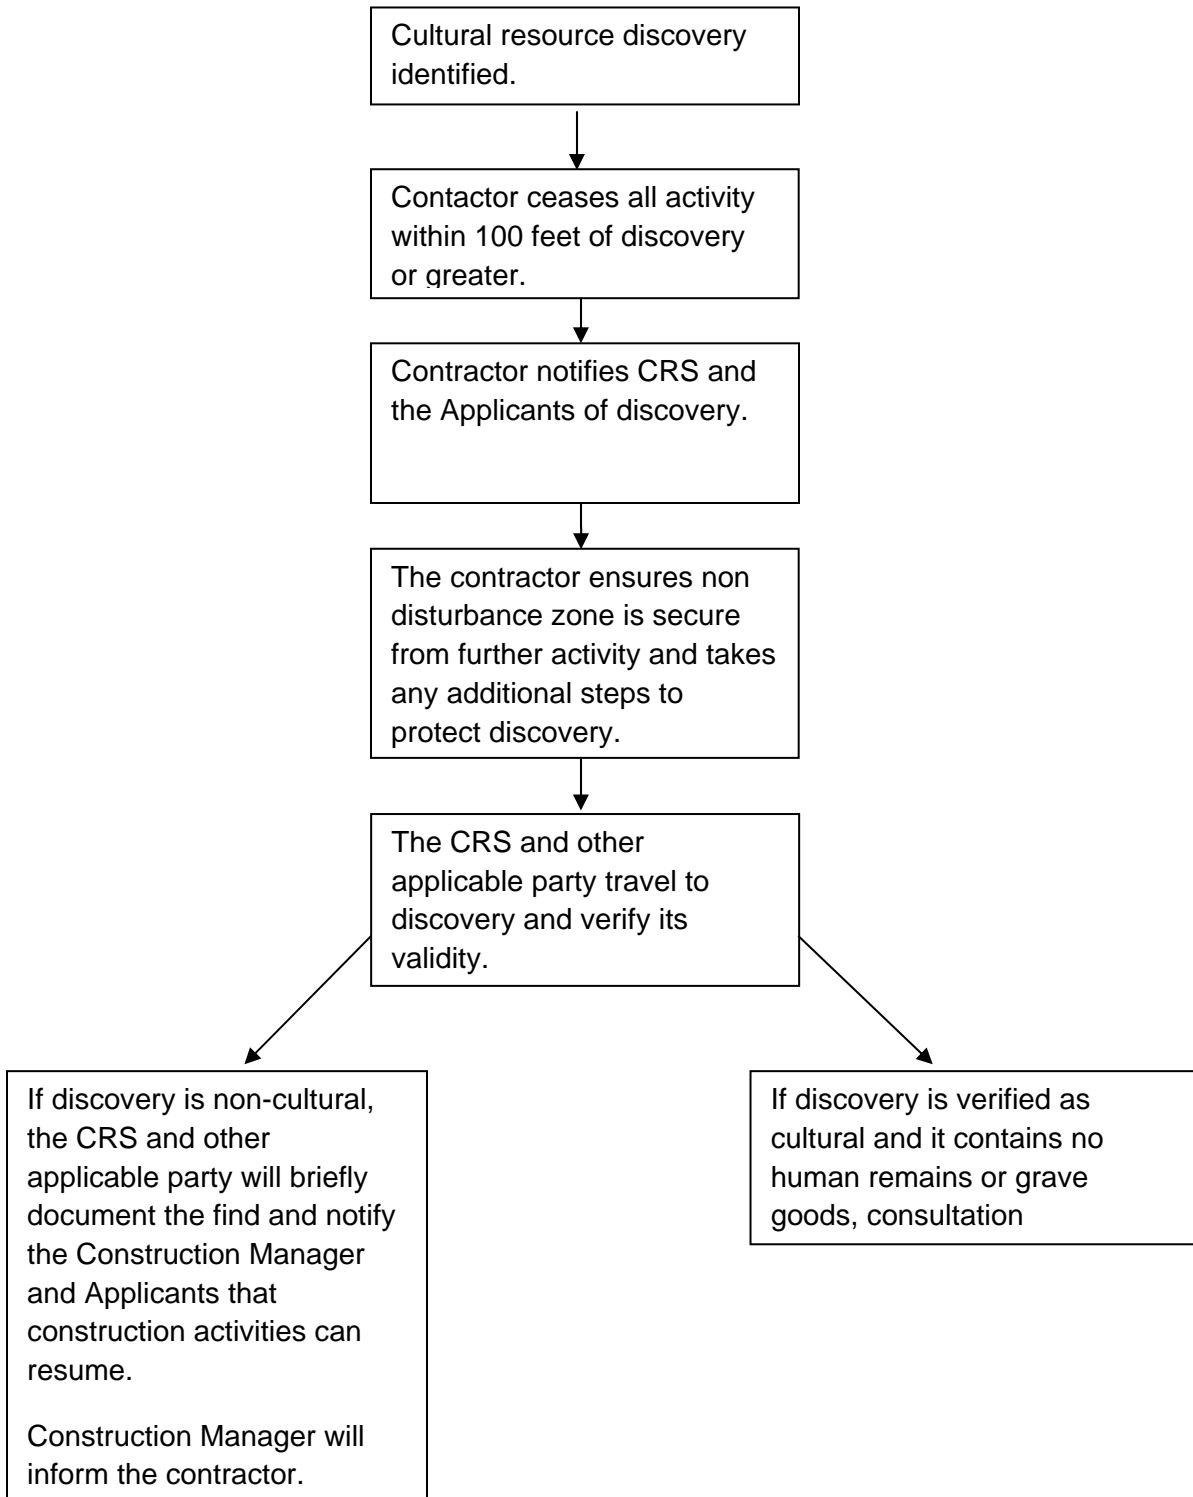 Cultural resource discovery
identified.
Contactor ceases all activity
within 100 feet of discovery
or greater.
Contractor notifies CRS and
the Applicants of discovery.
The contractor ensures non
disturbance zone is secure
from further activity and takes
any additional steps to
protect discovery.
The CRS and other
applicable party travel to
discovery and verify its
validity.
If discovery is non-cultural,
the CRS and other
applicable party will briefly
document the find and notify
the Construction Manager
and Applicants that
construction activities can
resume.
Construction Manager will
inform the contractor.
If discovery is verified as
cultural and it contains no
human remains or grave
goods, consultation